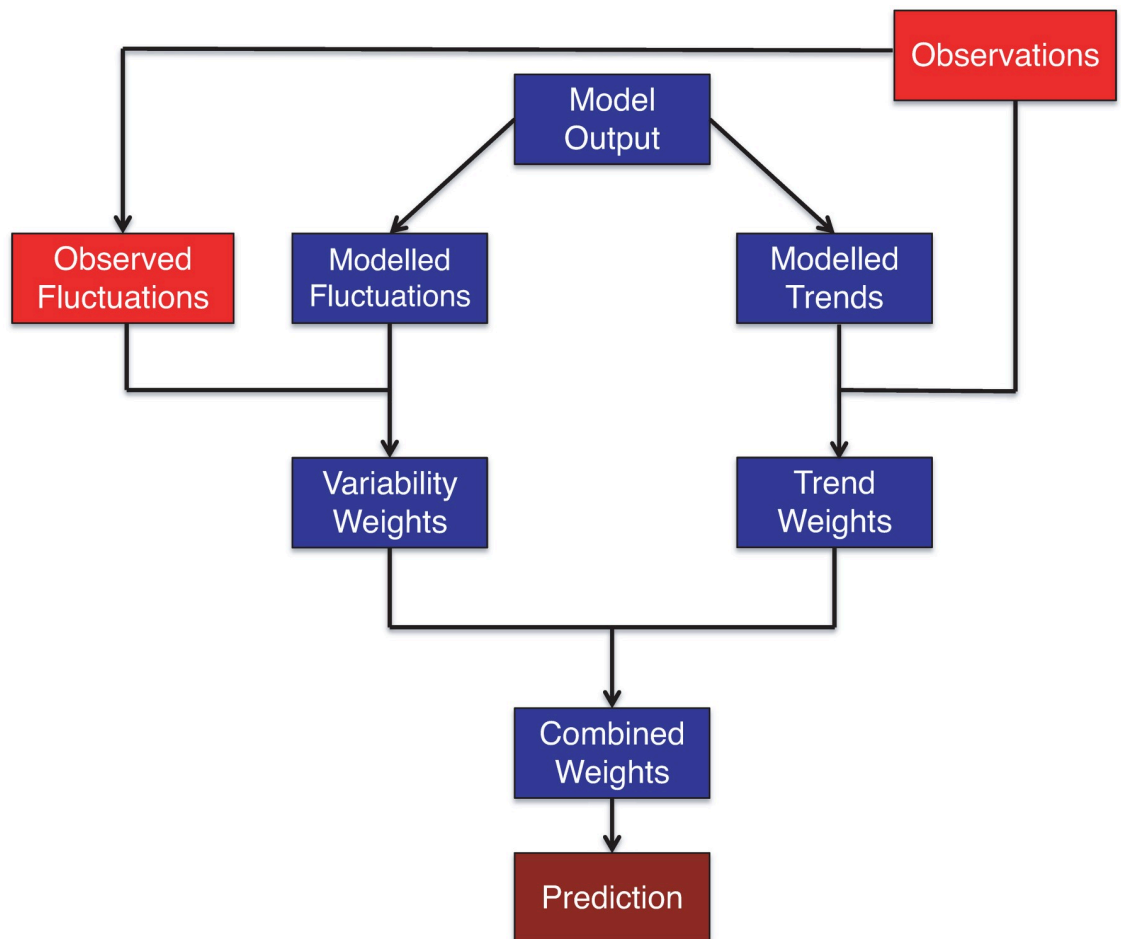 Observations
Model
Output
Observed
Fluctuations
Modelled
Fluctuations
Modelled
Trends
Variability
Weights
Trend
Weights
Combined
Weights
Prediction